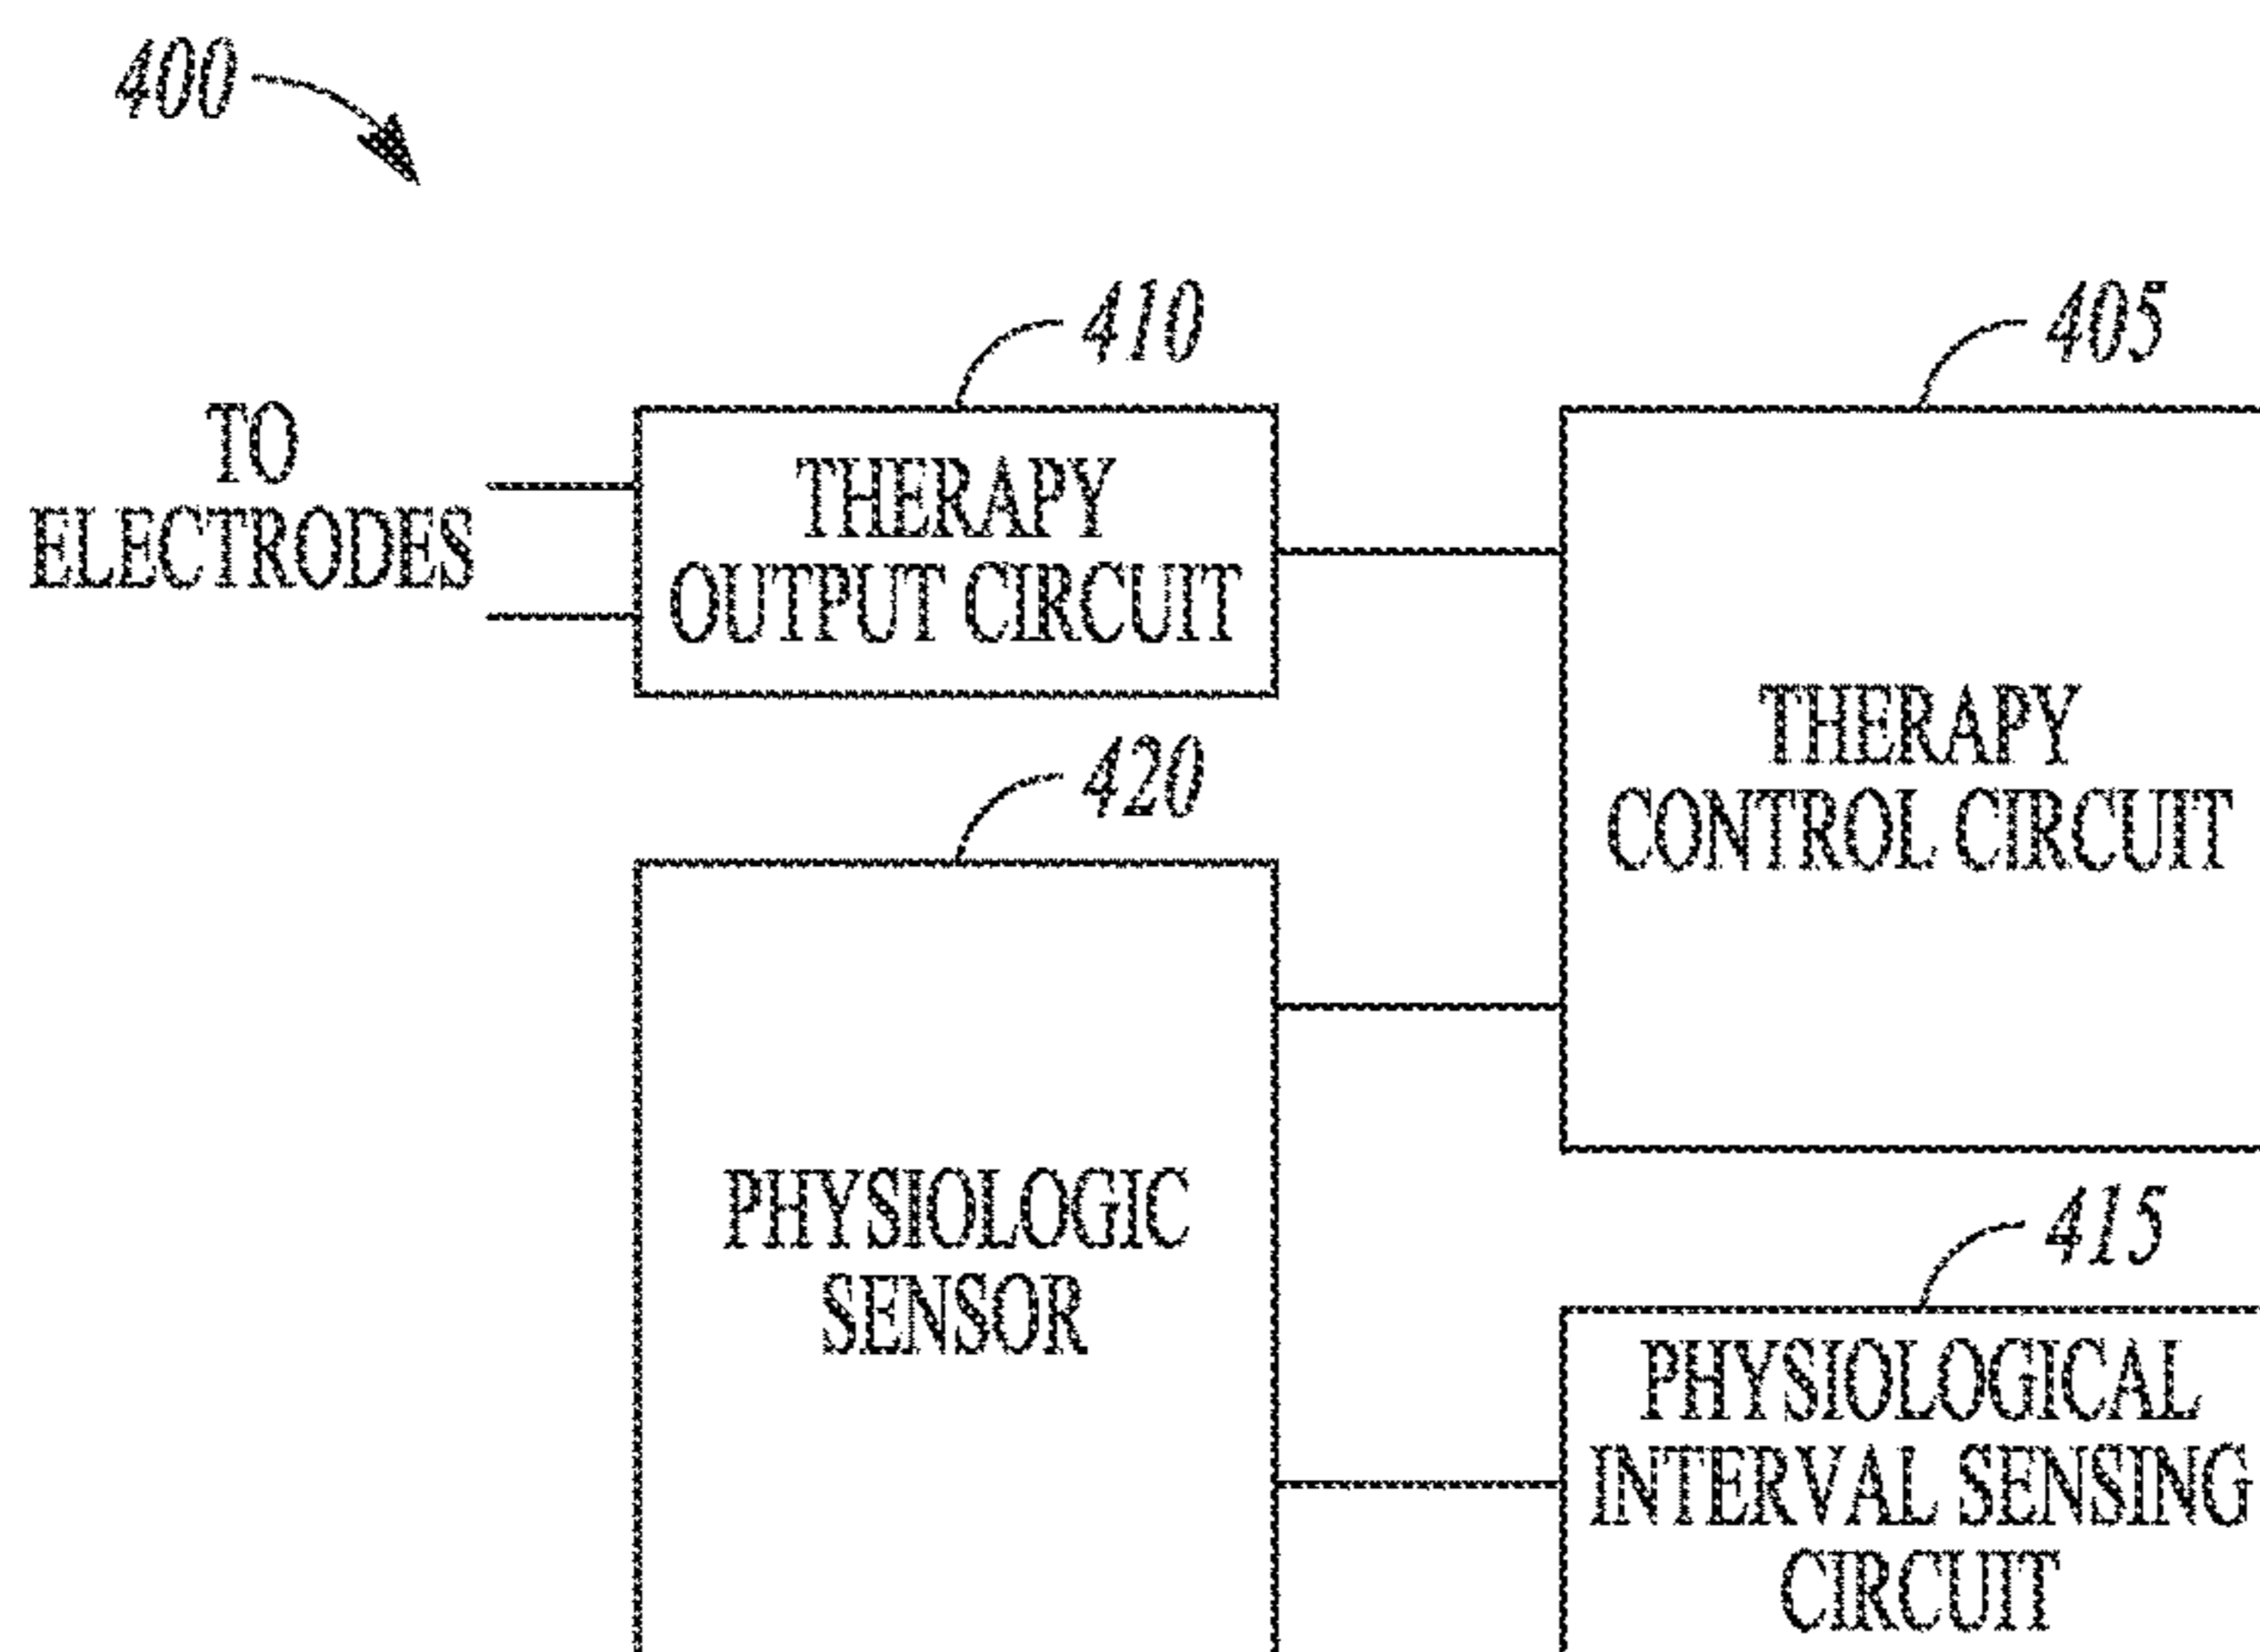 400
410
405
TO
ELECTRODES
THERAPY
OUTPUT CIRCUIT
THERAPY
CONTROL CIRCUIT
420
PHYSIOLOGIC
SENSOR
415
PHYSIOLOGICAL
INTERVAL SENSING
CIRCUIT